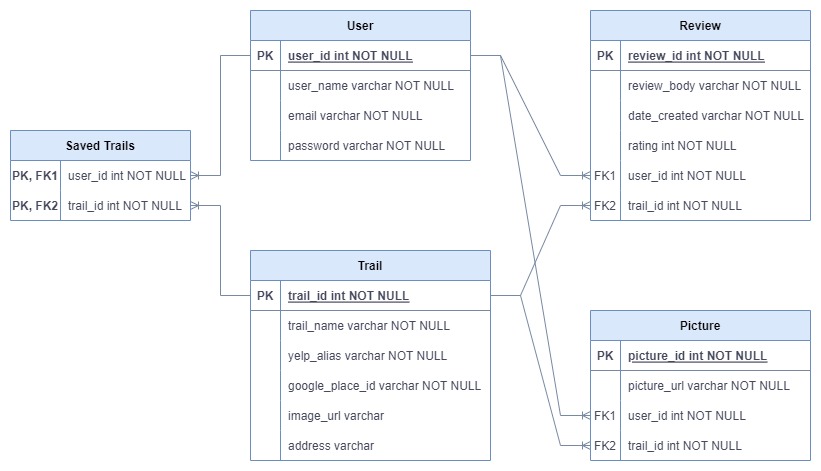 User
PK user_id int NOT NULL
user_name varchar NOT NULL
email varchar NOT NULL
password varchar NOT NULL
Review
PK review_id int NOT NULL
review_body varchar NOT NULL
date_created varchar NOT NULL
rating int NOT NULL
FK1 user_id int NOT NULL
FK2 trail_id int NOT NULL
Saved Trails
PK, FK1 user_id int NOT NULL
PK, FK2 trail_id int NOT NULL
Trail
PK trail_id int NOT NULL
trail_name varchar NOT NULL
yelp_alias varchar NOT NULL
google_place_id varchar NOT NULL
image_url varchar
address varchar
Picture
PK picture_id int NOT NULL
picture_url varchar NOT NULL
FK1 user_id int NOT NULL
FK2 trail_id int NOT NULL